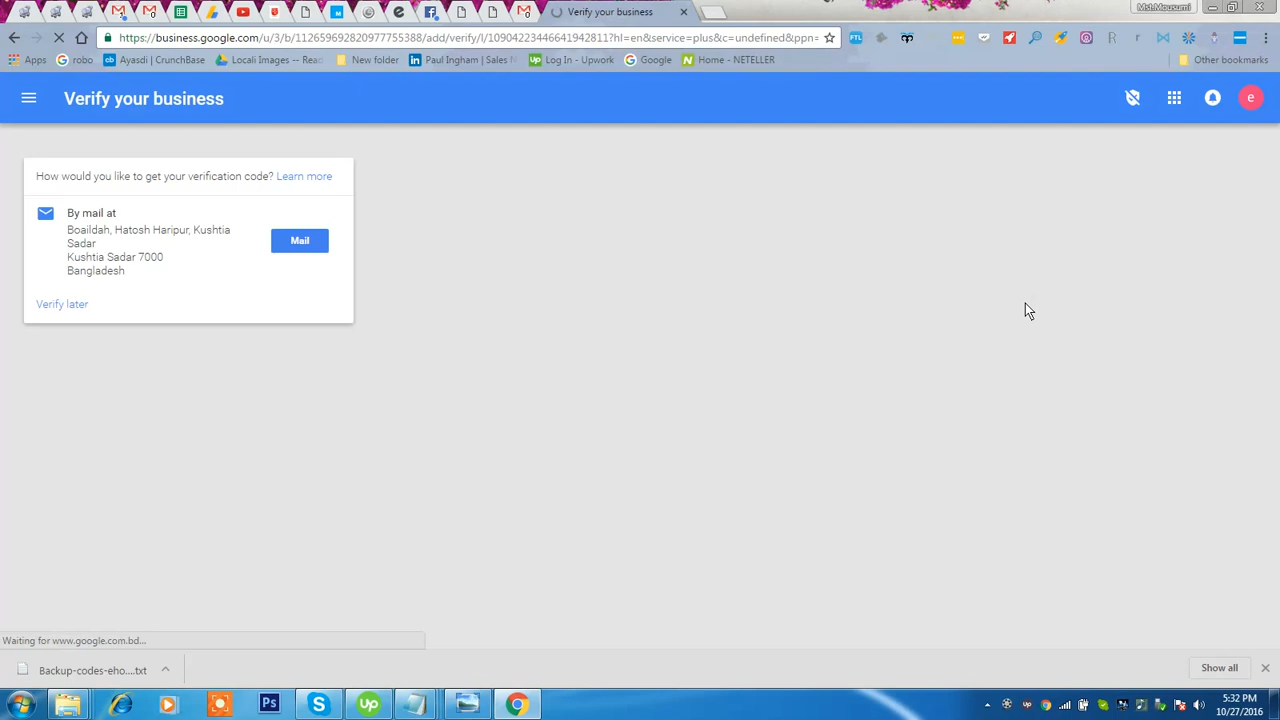 Verify your business
Mst.Mousumi
https://business.google.com/u/3/b/112659692820977755388/add/verify/l/10904223446641942811?hl=en&service=plus&c=undefined&ppn=
FTL
Apps
robo
Ayasdi | CrunchBase
Locali Images -- Rea
New folder
Paul Ingham | Sales N
Log In - Upwork
Google
Home - NETELLER
Other bookmarks
Verify your business
e
How would you like to get your verification code? Learn more
By mail at
Boaildah, Hatosh Haripur, Kushtia
Sadar
Kushtia Sadar 7000
Bangladesh
Mail
Verify later
Waiting for www.google.com.bd...
Backup-codes-eho....txt
Show all
5:32 PM
10/27/2016